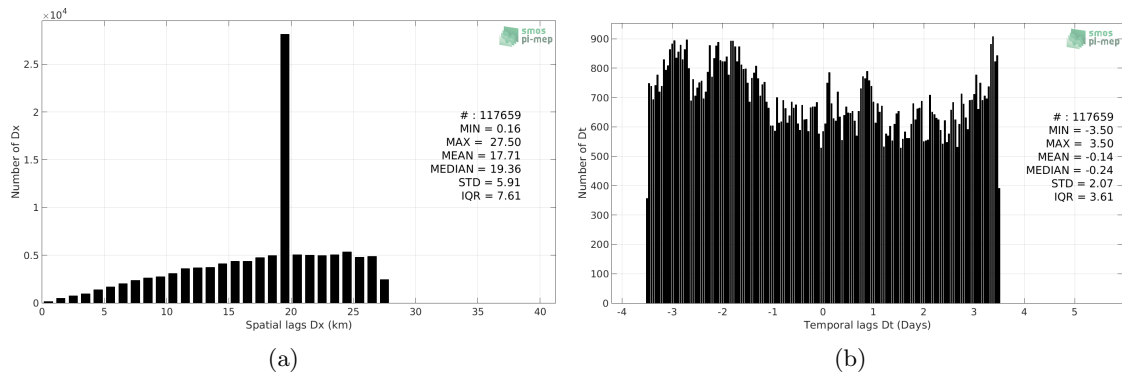 ×10⁴
smos
pi-mep
2.5
2
1.5
1
0.5
0
Number of Dx
# : 117659
MIN = 0.16
MAX = 27.50
MEAN = 17.71
MEDIAN = 19.36
STD = 5.91
IQR = 7.61
0 5 10 15 20 25 30 35 40
Spatial lags Dx (km)
(a)
smos
pi-mep
900
800
700
600
500
400
300
200
100
0
Number of Dt
# : 117659
MIN = -3.50
MAX = 3.50
MEAN = -0.14
MEDIAN = -0.24
STD = 2.07
IQR = 3.61
-4 -3 -2 -1 0 1 2 3 4 5
Temporal lags Dt (Days)
(b)